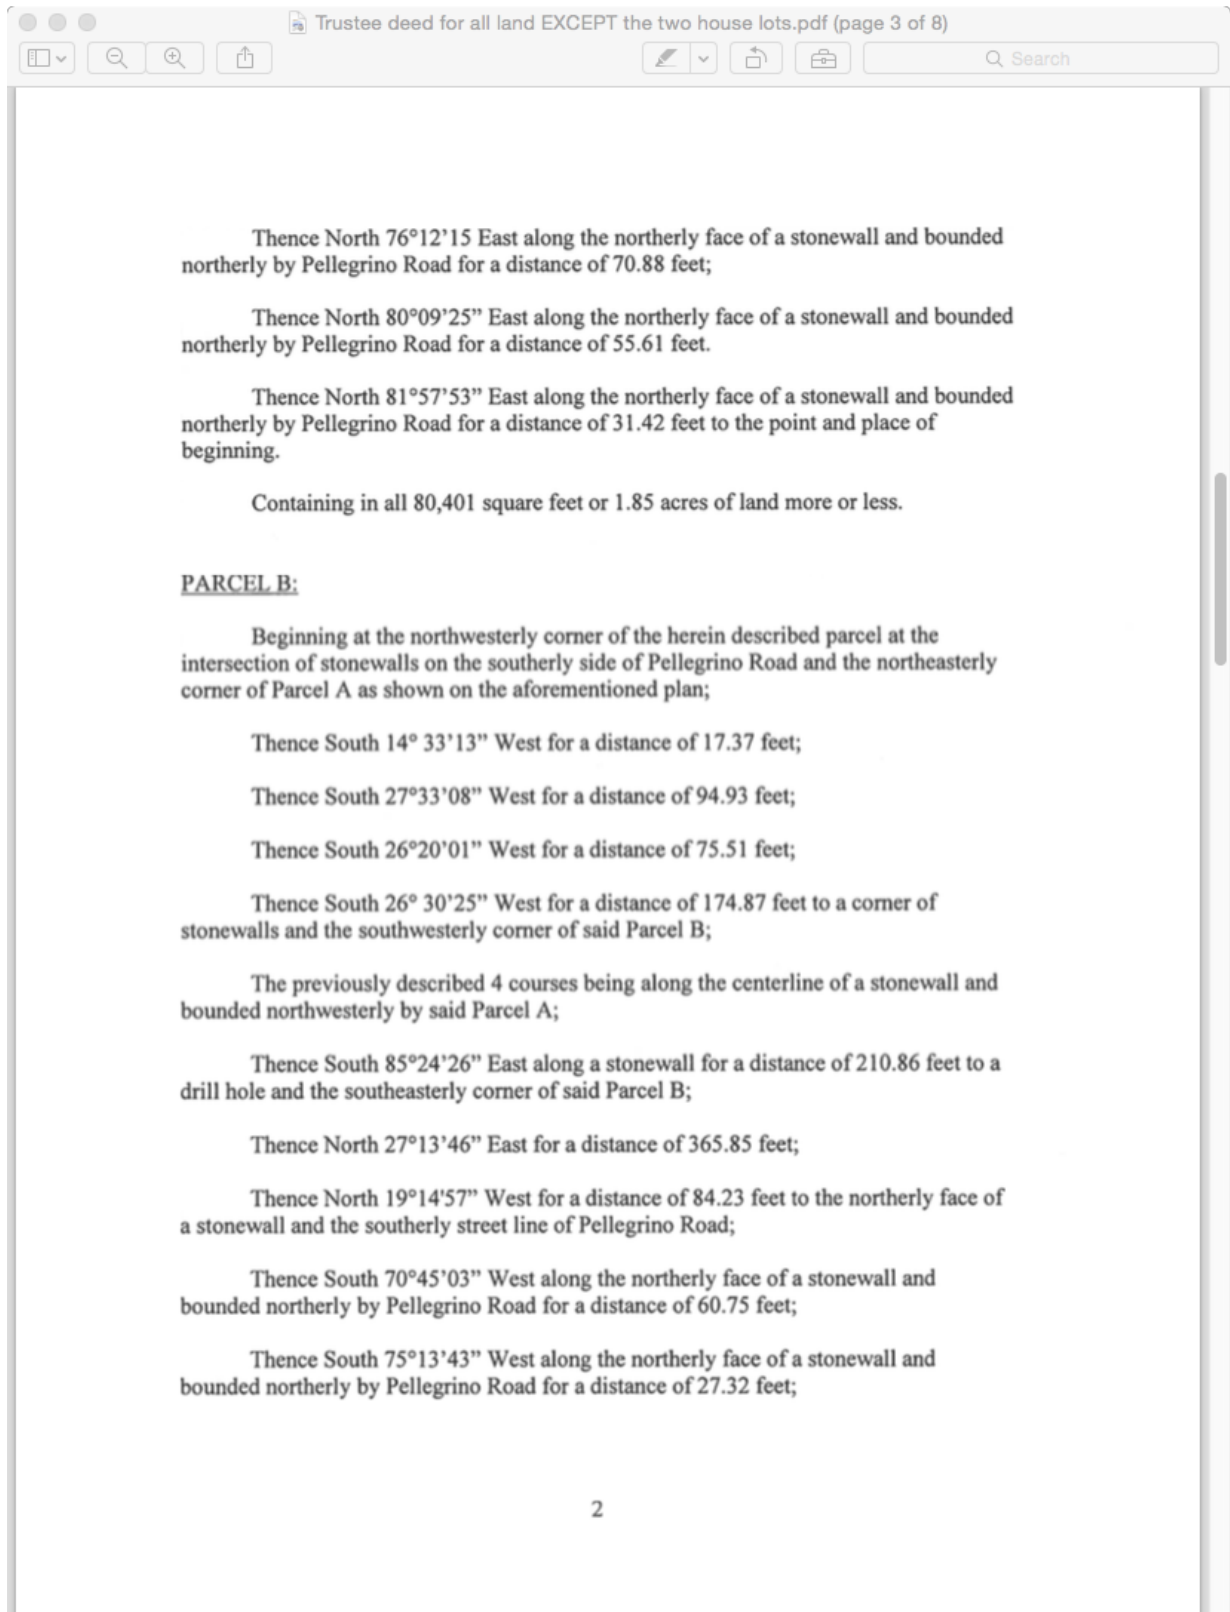 Trustee deed for all land EXCEPT the two house lots.pdf (page 3 of 8)
Search
Thence North 76°12’15 East along the northerly face of a stonewall and bounded
northerly by Pellegrino Road for a distance of 70.88 feet;
Thence North 80°09’25” East along the northerly face of a stonewall and bounded
northerly by Pellegrino Road for a distance of 55.61 feet.
Thence North 81°57’53” East along the northerly face of a stonewall and bounded
northerly by Pellegrino Road for a distance of 31.42 feet to the point and place of
beginning.
Containing in all 80,401 square feet or 1.85 acres of land more or less.
PARCEL B:
Beginning at the northwesterly corner of the herein described parcel at the
intersection of stonewalls on the southerly side of Pellegrino Road and the northeasterly
corner of Parcel A as shown on the aforementioned plan;
Thence South 14° 33’13” West for a distance of 17.37 feet;
Thence South 27°33’08” West for a distance of 94.93 feet;
Thence South 26°20’01” West for a distance of 75.51 feet;
Thence South 26° 30’25” West for a distance of 174.87 feet to a corner of
stonewalls and the southwesterly corner of said Parcel B;
The previously described 4 courses being along the centerline of a stonewall and
bounded northwesterly by said Parcel A;
Thence South 85°24’26” East along a stonewall for a distance of 210.86 feet to a
drill hole and the southeasterly corner of said Parcel B;
Thence North 27°13’46” East for a distance of 365.85 feet;
Thence North 19°14'57” West for a distance of 84.23 feet to the northerly face of
a stonewall and the southerly street line of Pellegrino Road;
Thence South 70°45’03” West along the northerly face of a stonewall and
bounded northerly by Pellegrino Road for a distance of 60.75 feet;
Thence South 75°13’43” West along the northerly face of a stonewall and
bounded northerly by Pellegrino Road for a distance of 27.32 feet;
2